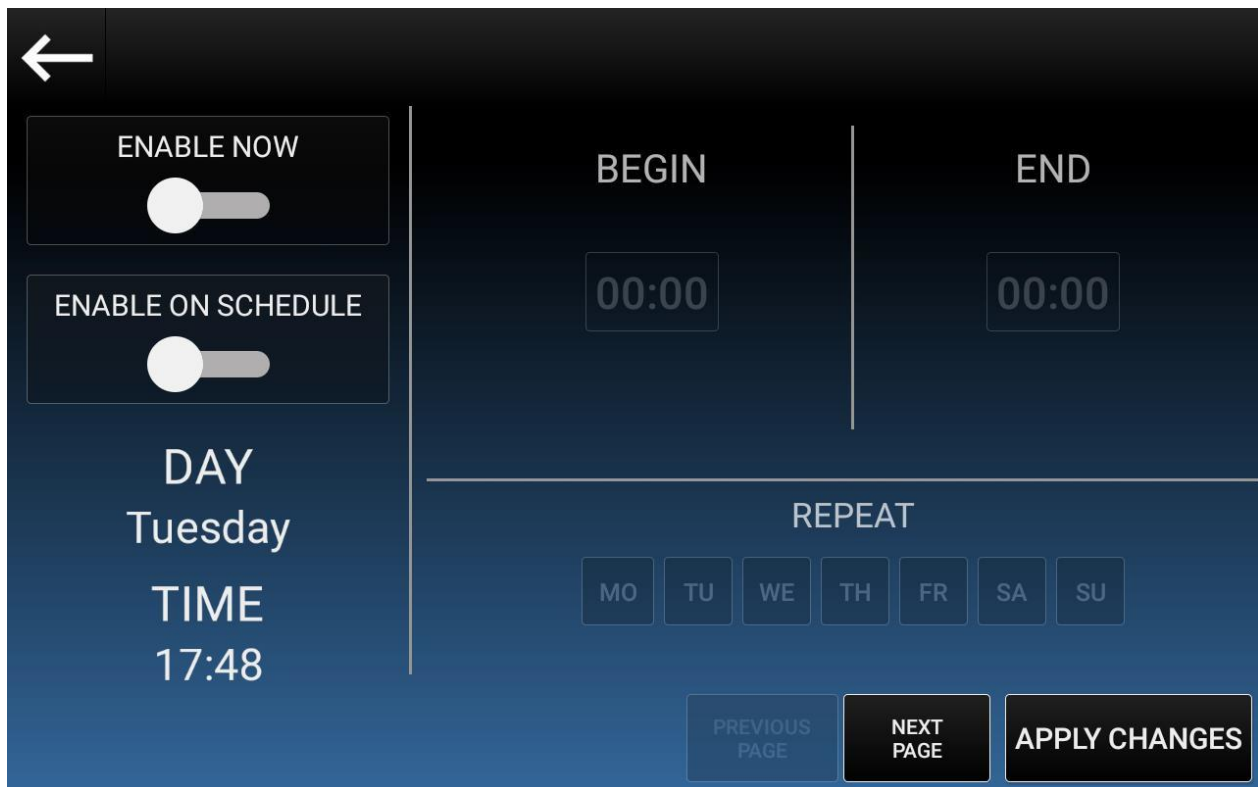 ENABLE NOW
ENABLE ON SCHEDULE
DAY
Tuesday
TIME
17:48
BEGIN
00:00
END
00:00
REPEAT
MO TU WE TH FR SA SU
PREVIOUS
PAGE
NEXT
PAGE
APPLY CHANGES